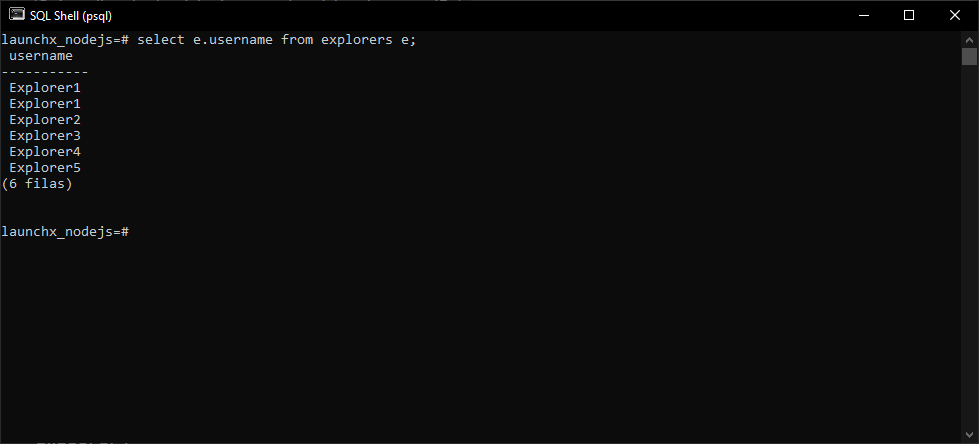 SQL Shell (psql)
launchx_nodejs=# select e.username from explorers e;
username
-----------
Explorer1
Explorer1
Explorer2
Explorer3
Explorer4
Explorer5
(6 filas)
launchx_nodejs=#